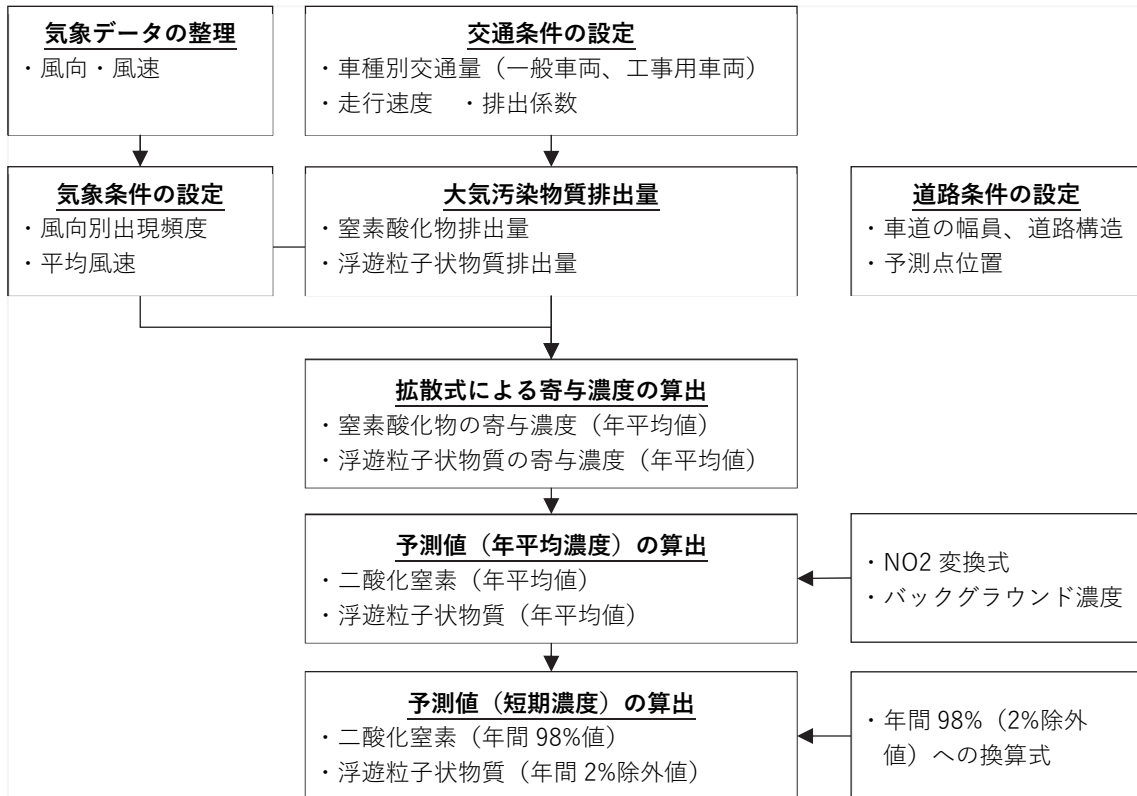 気象データの整理
・風向・風速
交通条件の設定
・車種別交通量（一般車両、工事用車両）
・走行速度　・排出係数
気象条件の設定
・風向別出現頻度
・平均風速
大気汚染物質排出量
・窒素酸化物排出量
・浮遊粒子状物質排出量
道路条件の設定
・車道の幅員、道路構造
・予測点位置
拡散式による寄与濃度の算出
・窒素酸化物の寄与濃度（年平均値）
・浮遊粒子状物質の寄与濃度（年平均値）
予測値（年平均濃度）の算出
・二酸化窒素（年平均値）
・浮遊粒子状物質（年平均値）
・NO2 変換式
・バックグラウンド濃度
予測値（短期濃度）の算出
・二酸化窒素（年間 98%値）
・浮遊粒子状物質（年間 2%除外値）
・年間 98%（2%除外
値）への換算式